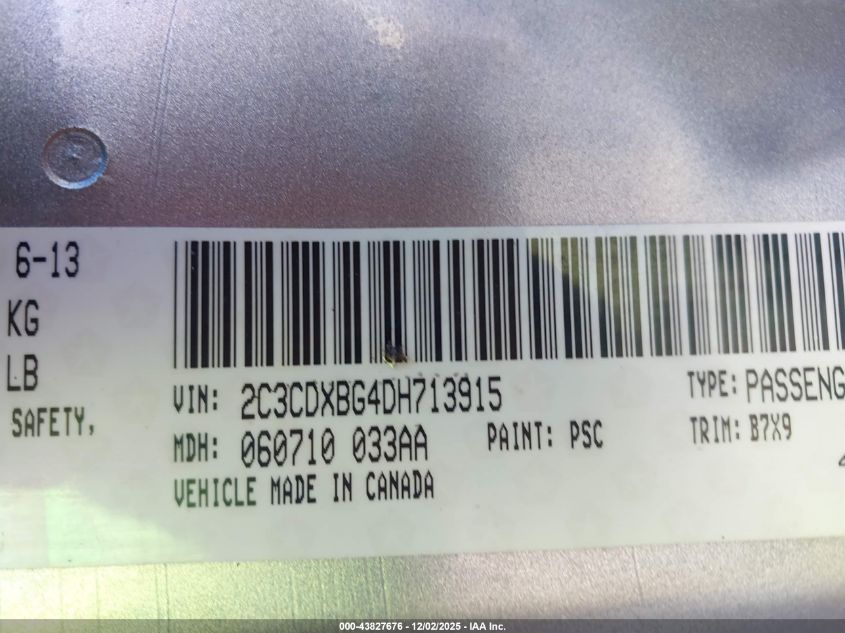 6-13
KG
LB
SAFETY,
VIN: 2C3CDXBG4DH713915
TYPE: PASSENG
MDH: 060710 033AA
PAINT: PSC
TRIM: B7X9
VEHICLE MADE IN CANADA
000-43827676 - 12/02/2025 - IAA Inc.